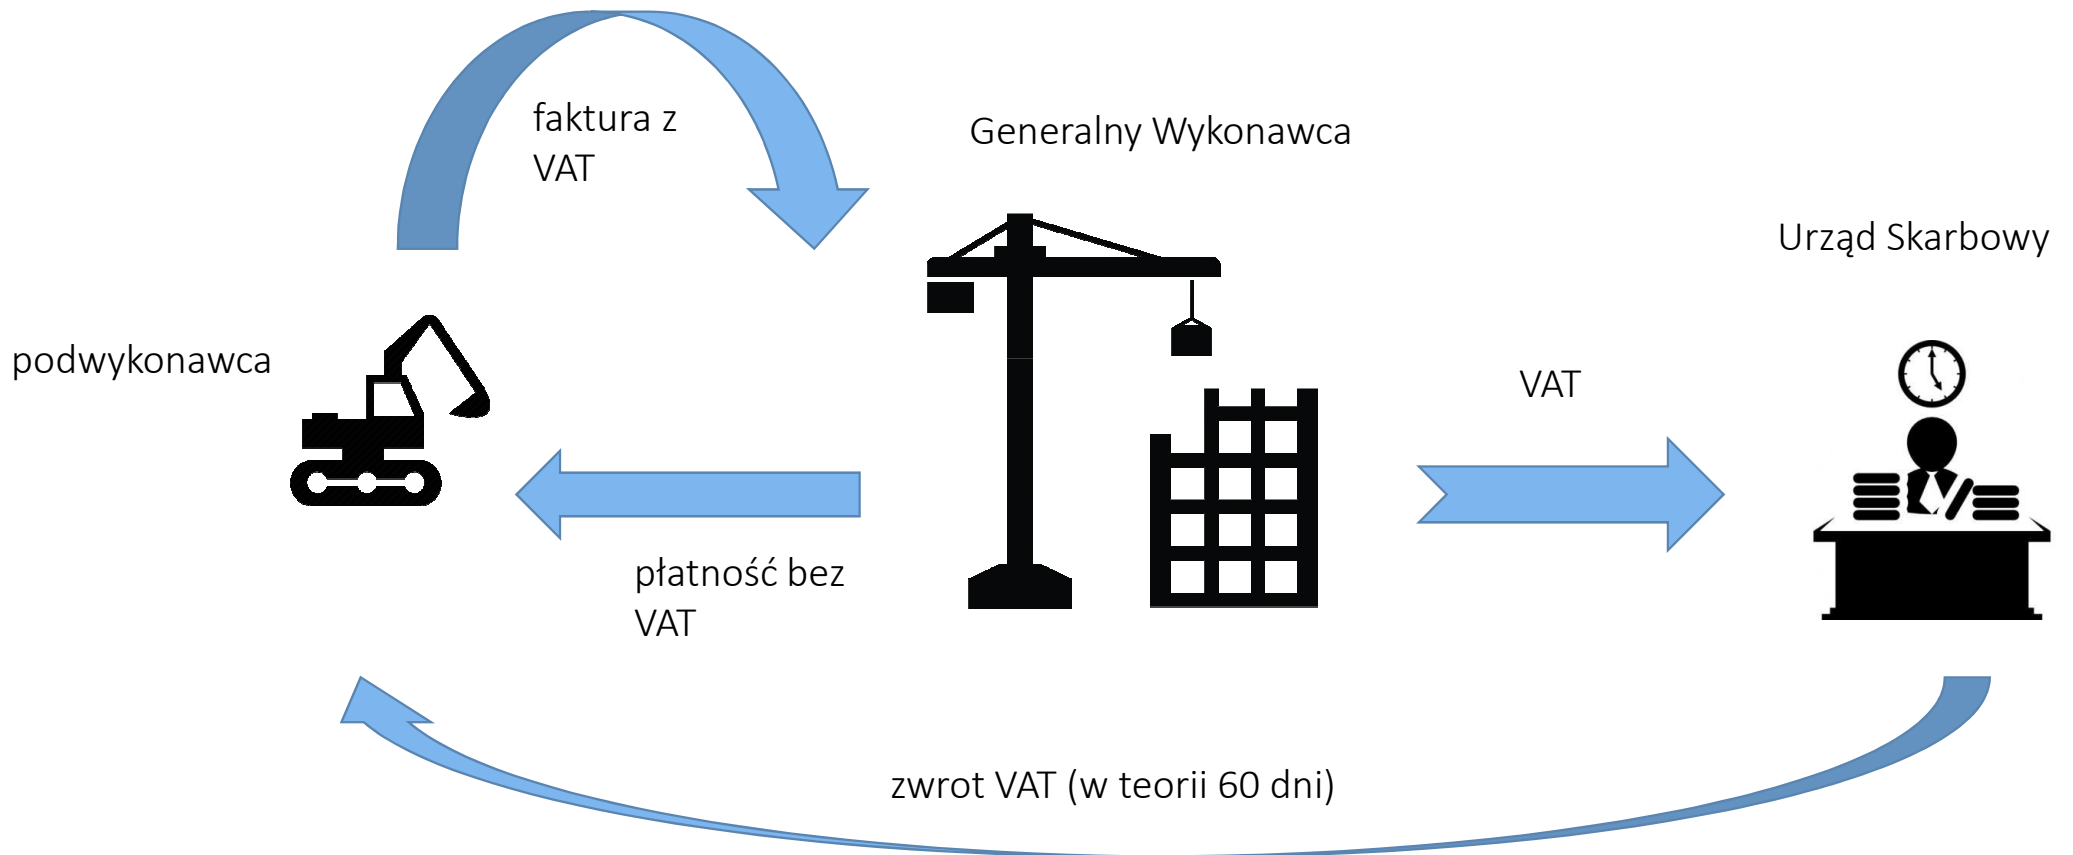 faktura z
VAT
Generalny Wykonawca
Urząd Skarbowy
podwykonawca
VAT
płatność bez
VAT
zwrot VAT (w teorii 60 dni)